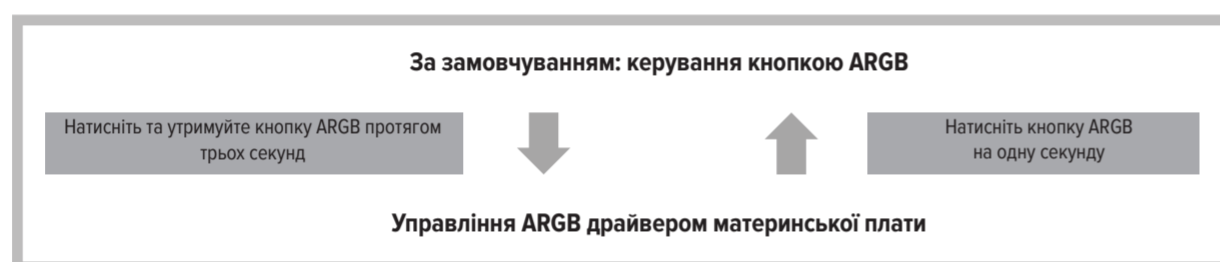 За замовчуванням: керування кнопкою ARGB
Натисніть та утримуйте кнопку ARGB протягом
трьох секунд
Натисніть кнопку ARGB
на одну секунду
Управління ARGB драйвером материнської плати